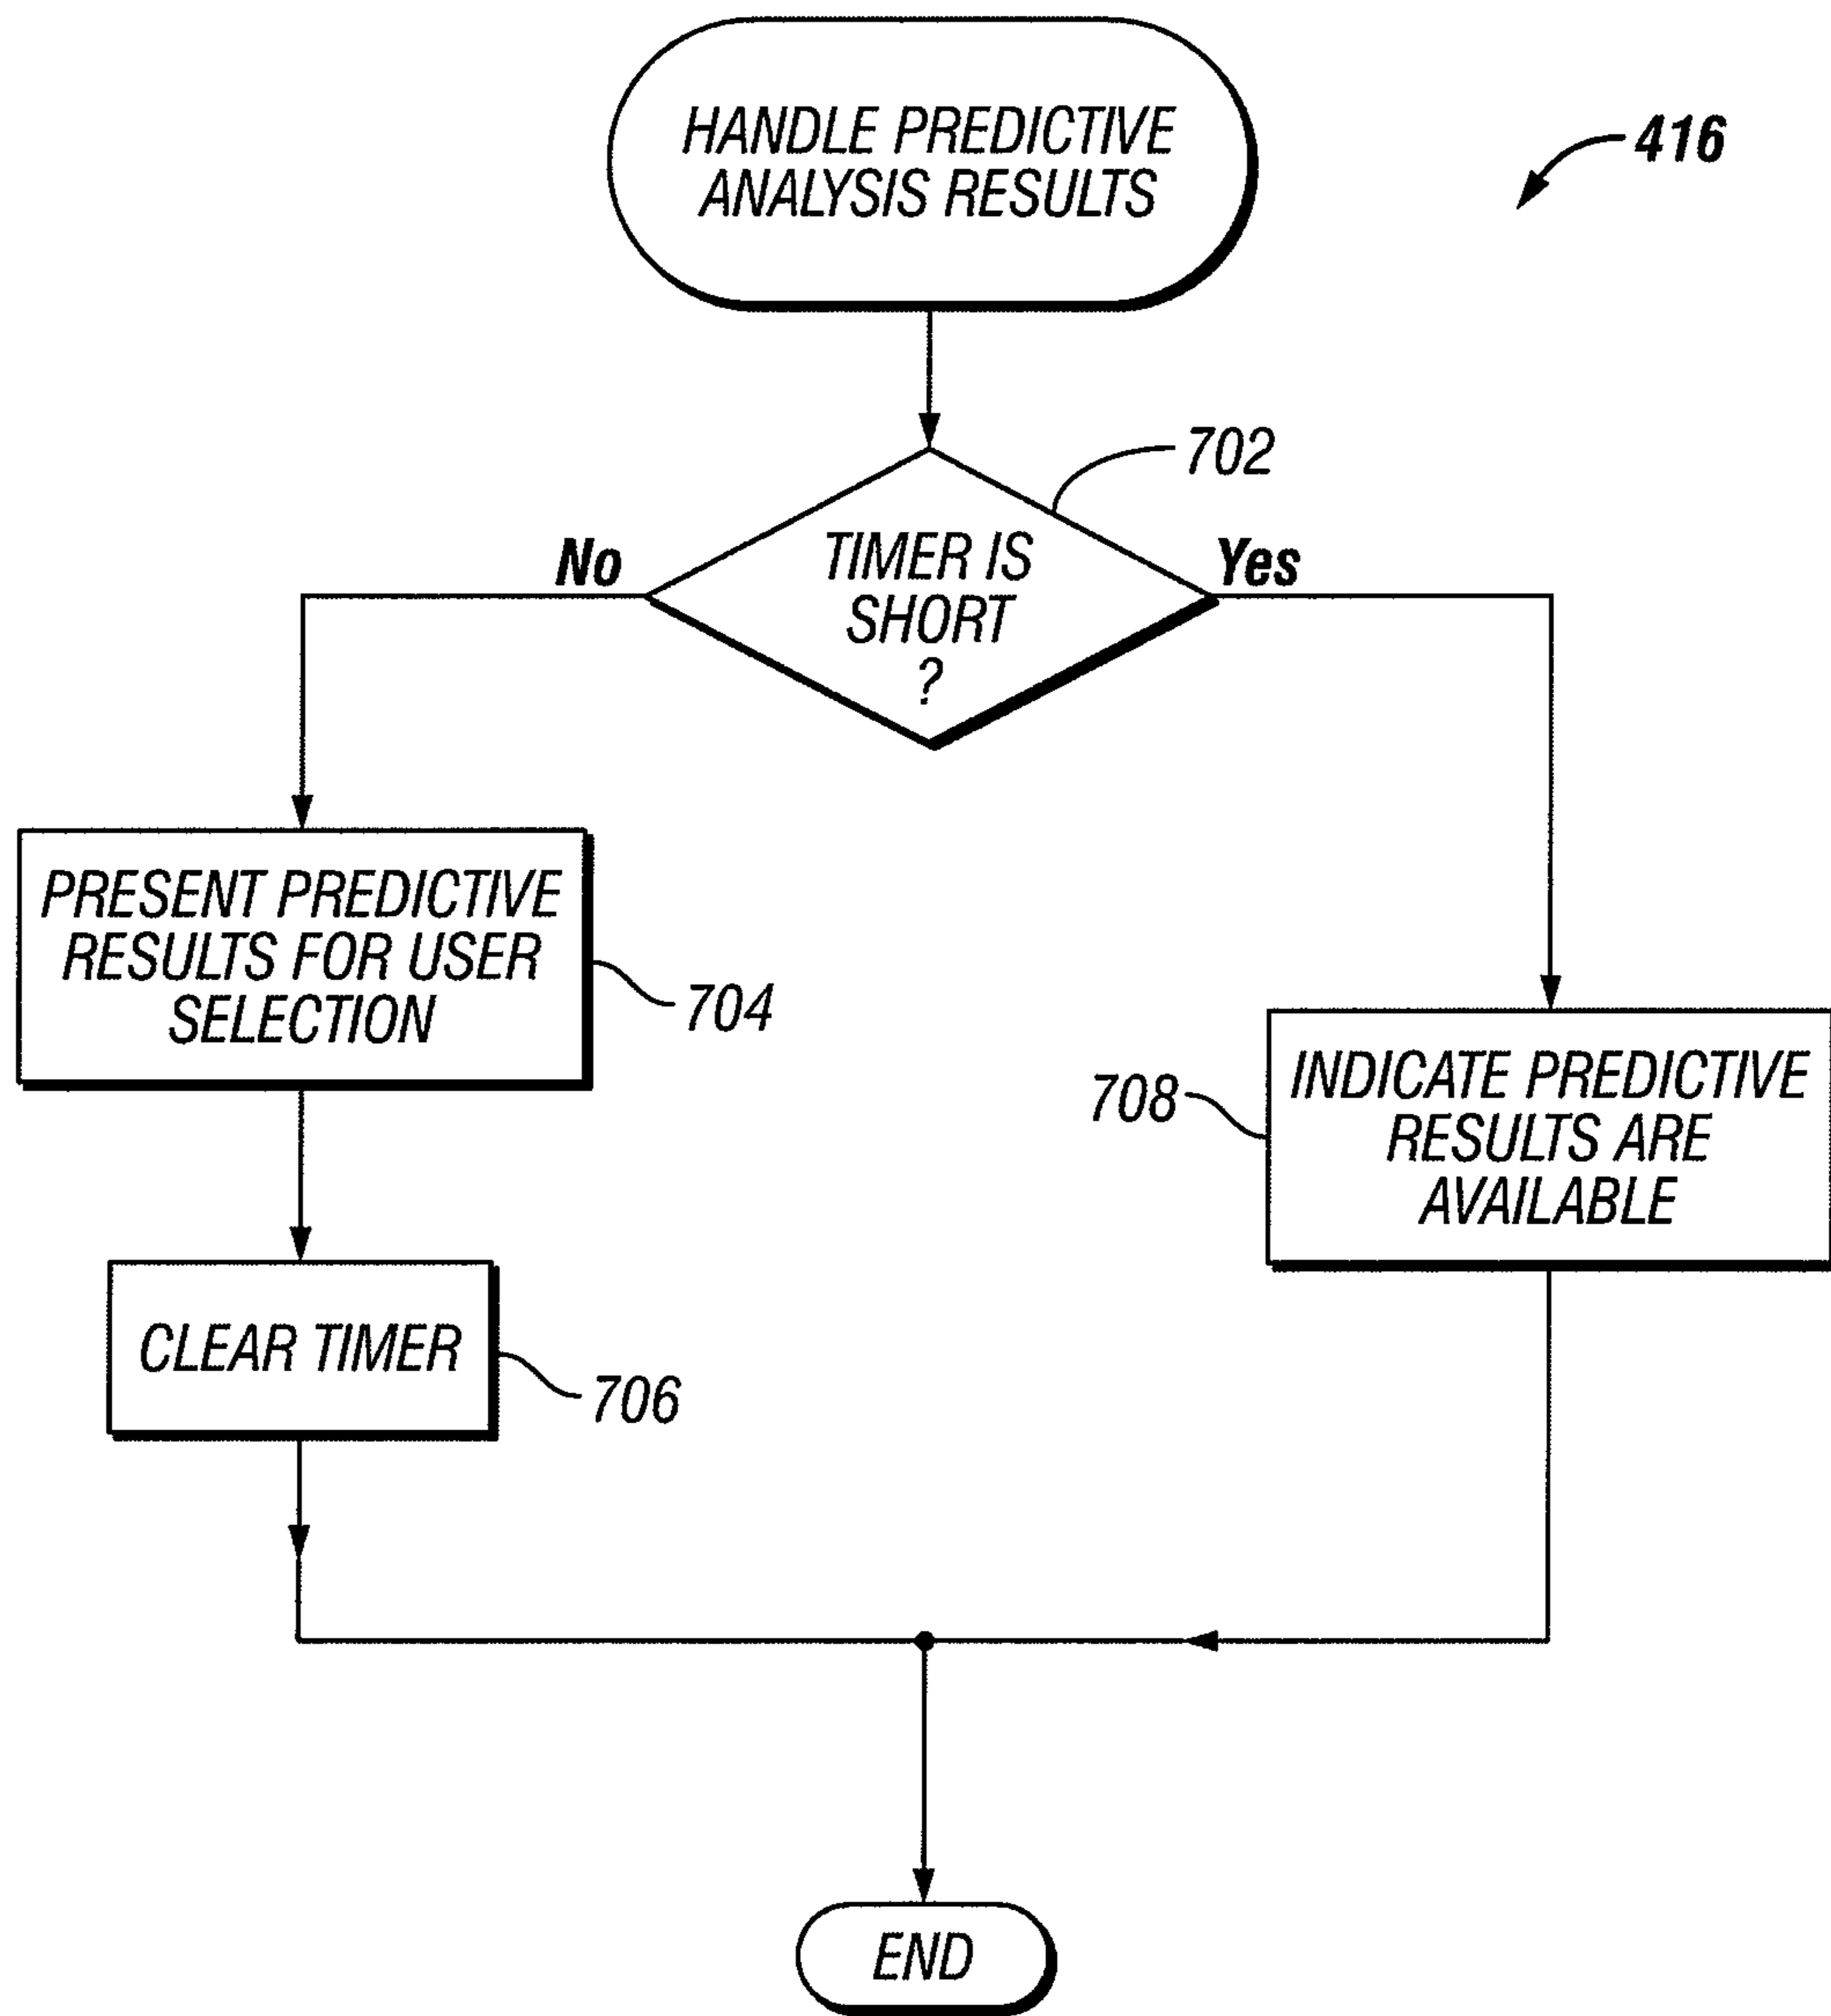 HANDLE PREDICTIVE
ANALYSIS RESULTS
416
702
No
TIMER IS
SHORT
?
Yes
PRESENT PREDICTIVE
RESULTS FOR USER
SELECTION
704
708
INDICATE PREDICTIVE
RESULTS ARE
AVAILABLE
CLEAR TIMER
706
END